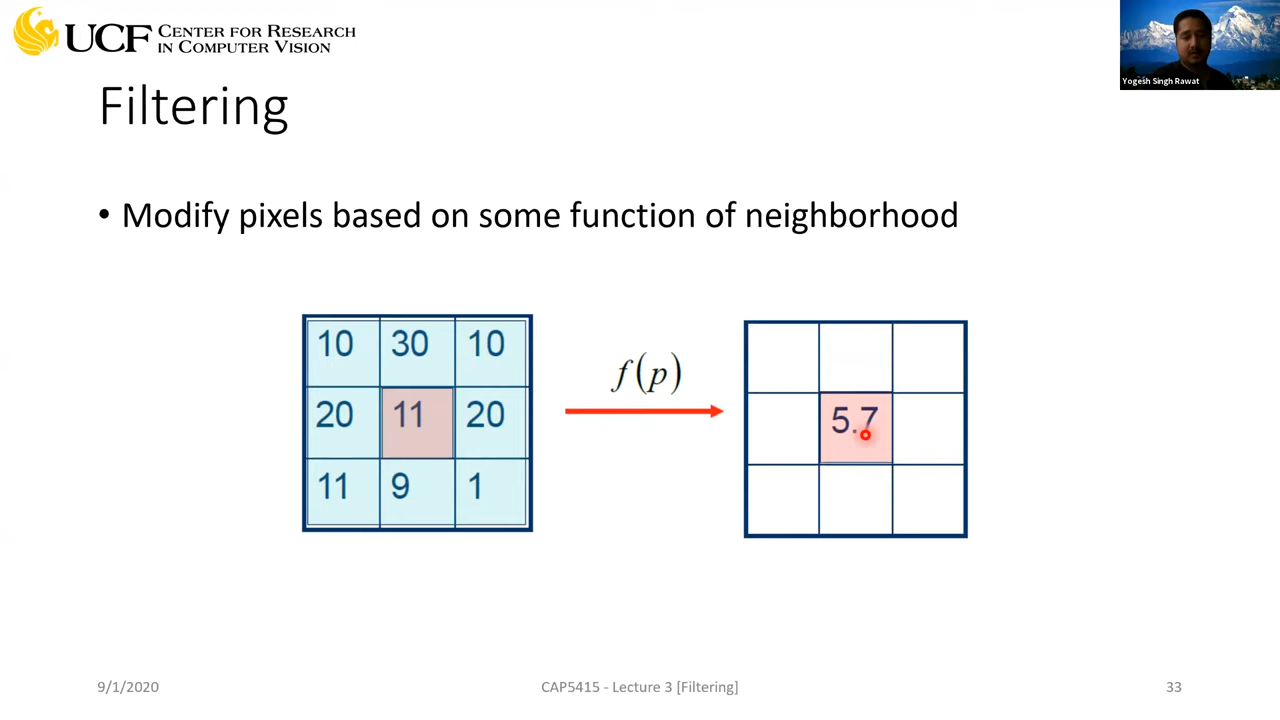 UCF CENTER FOR RESEARCH
IN COMPUTER VISION
Yogesh Singh Rawat
Filtering
• Modify pixels based on some function of neighborhood
10 30 10
20 11 20
11 9 1
f(p)
5.7
9/1/2020
CAP5415 - Lecture 3 [Filtering]
33